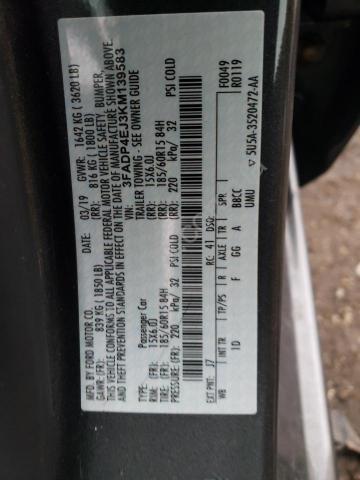 MFD. BY FORD MOTOR CO.
DATE: 03/19 GVWR: 1642 KG ( 3620 LB)
GAWR: (FR): 839 KG ( 1850 LB) (RR): 816 KG ( 1800 LB)
THIS VEHICLE CONFORMS TO ALL APPLICABLE FEDERAL MOTOR VEHICLE SAFETY, BUMPER,
AND THEFT PREVENTION STANDARDS IN EFFECT ON THE DATE OF MANUFACTURE SHOWN ABOVE.
VIN: 3FADP4EJ3KM139583
TYPE: Passenger Car TRAILER TOWING - SEE OWNER GUIDE
RIMS: (FR): 15X6.0J (RR): 15X6.0J
TIRE: (FR): 185/60R15 84H (RR): 185/60R15 84H
PRESSURE: (FR): 220 kPa/ 32 PSI COLD (RR): 220 kPa/ 32 PSI COLD
EXT PNT: J7 RC: 41 DSO: F0049
WB TP/PS R AXLE TR SPR R0119
1D F GG A BBCC
UMU
5U5A-3520472-AA